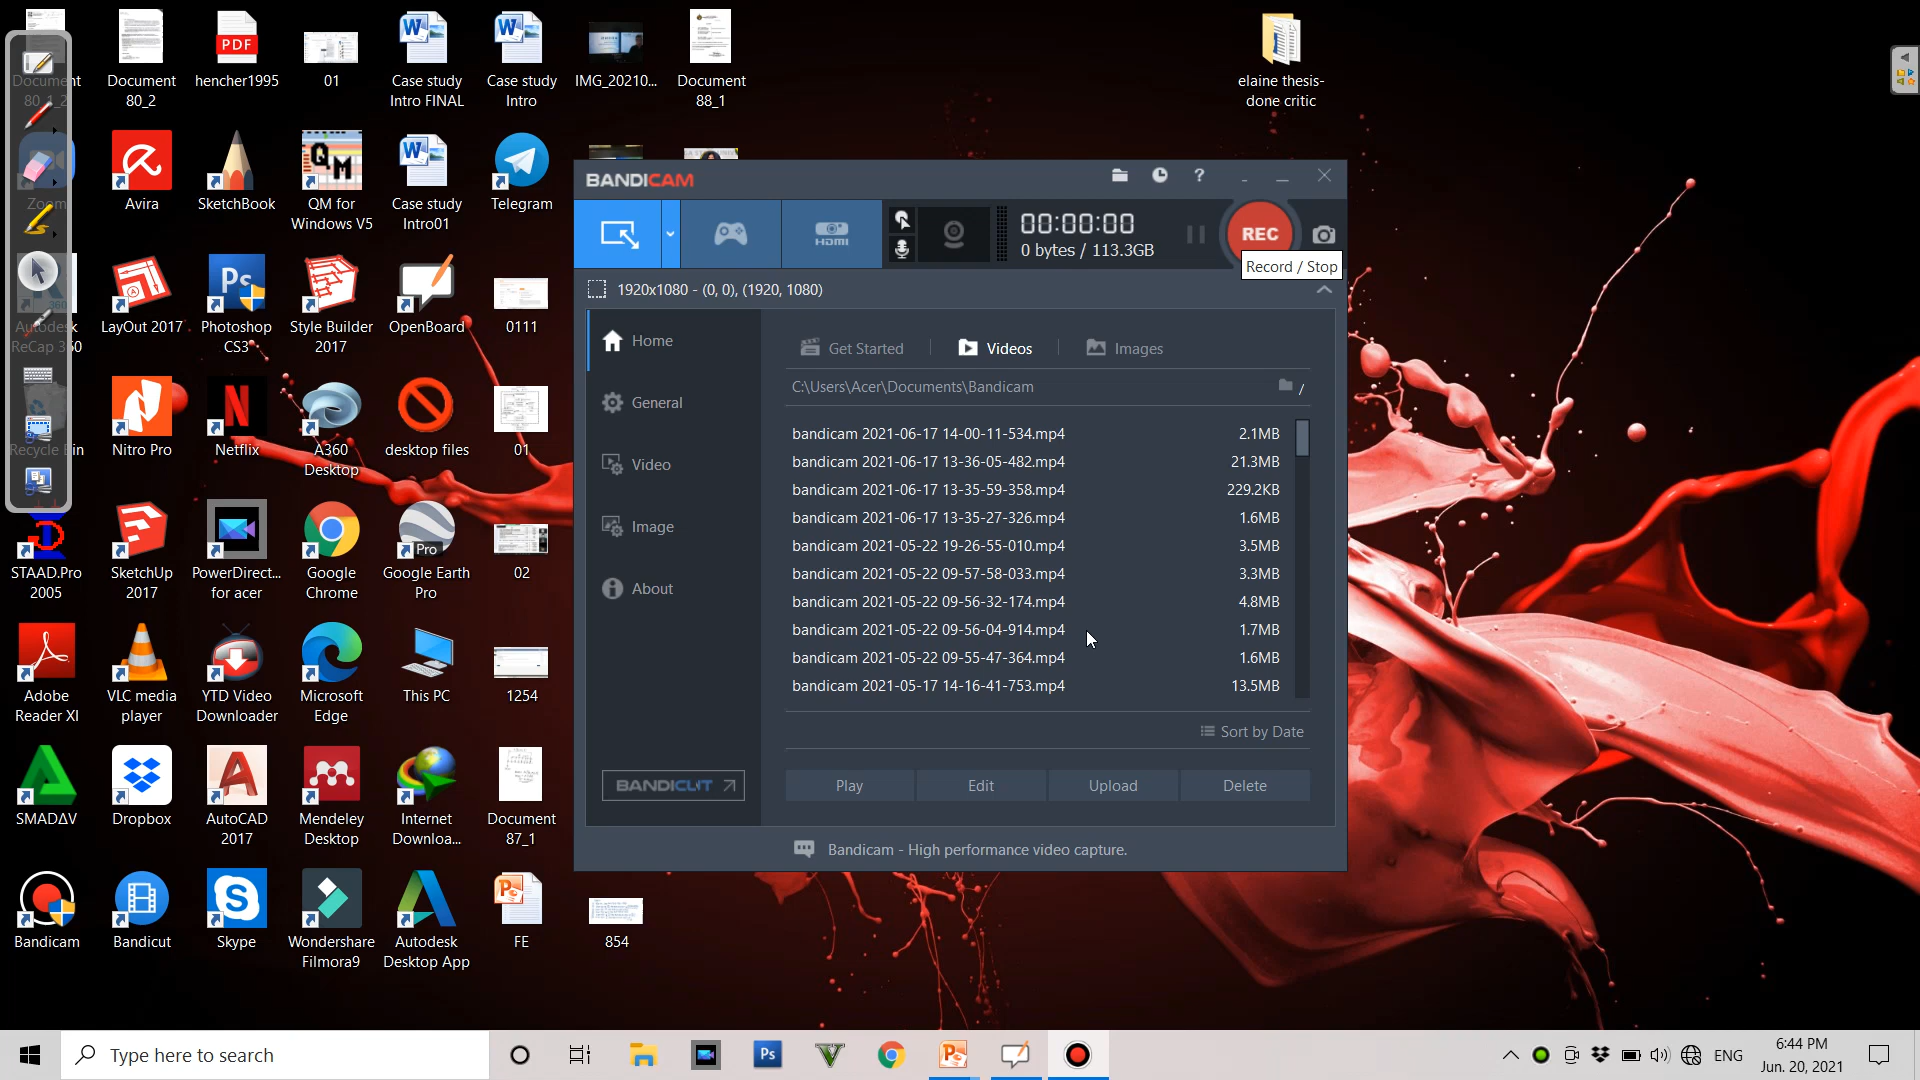 Document
80_1_2
Document
80_2
PDF
hencher1995
01
Case study
Intro FINAL
Case study
Intro
IMG_20210...
Document
88_1
elaine thesis-
done critic
Zoom
Avira
SketchBook
QM for
Windows V5
Case study
Intro01
Telegram
Autodesk
ReCap 360
LayOut 2017
Photoshop
CS3
Style Builder
2017
OpenBoard
0111
Recycle Bin
Nitro Pro
Netflix
A360
Desktop
desktop files
01
STAAD.Pro
2005
SketchUp
2017
PowerDirect...
for acer
Google
Chrome
Pro
Google Earth
Pro
02
Adobe
Reader XI
VLC media
player
YTD Video
Downloader
Microsoft
Edge
This PC
1254
SMADΔV
Dropbox
AutoCAD
2017
Mendeley
Desktop
Internet
Downloa...
Document
87_1
Bandicam
Bandicut
Skype
Wondershare
Filmora9
Autodesk
Desktop App
FE
854
BANDICAM
HDMI
00:00:00
0 bytes / 113.3GB
REC
Record / Stop
1920x1080 - (0, 0), (1920, 1080)
Home
General
Video
Image
About
BANDICUT
Get Started
Videos
Images
C:\Users\Acer\Documents\Bandicam
/
bandicam 2021-06-17 14-00-11-534.mp4 2.1MB
bandicam 2021-06-17 13-36-05-482.mp4 21.3MB
bandicam 2021-06-17 13-35-59-358.mp4 229.2KB
bandicam 2021-06-17 13-35-27-326.mp4 1.6MB
bandicam 2021-05-22 19-26-55-010.mp4 3.5MB
bandicam 2021-05-22 09-57-58-033.mp4 3.3MB
bandicam 2021-05-22 09-56-32-174.mp4 4.8MB
bandicam 2021-05-22 09-56-04-914.mp4 1.7MB
bandicam 2021-05-22 09-55-47-364.mp4 1.6MB
bandicam 2021-05-17 14-16-41-753.mp4 13.5MB
Sort by Date
Play
Edit
Upload
Delete
Bandicam - High performance video capture.
Type here to search
Ps
ENG
6:44 PM
Jun. 20, 2021